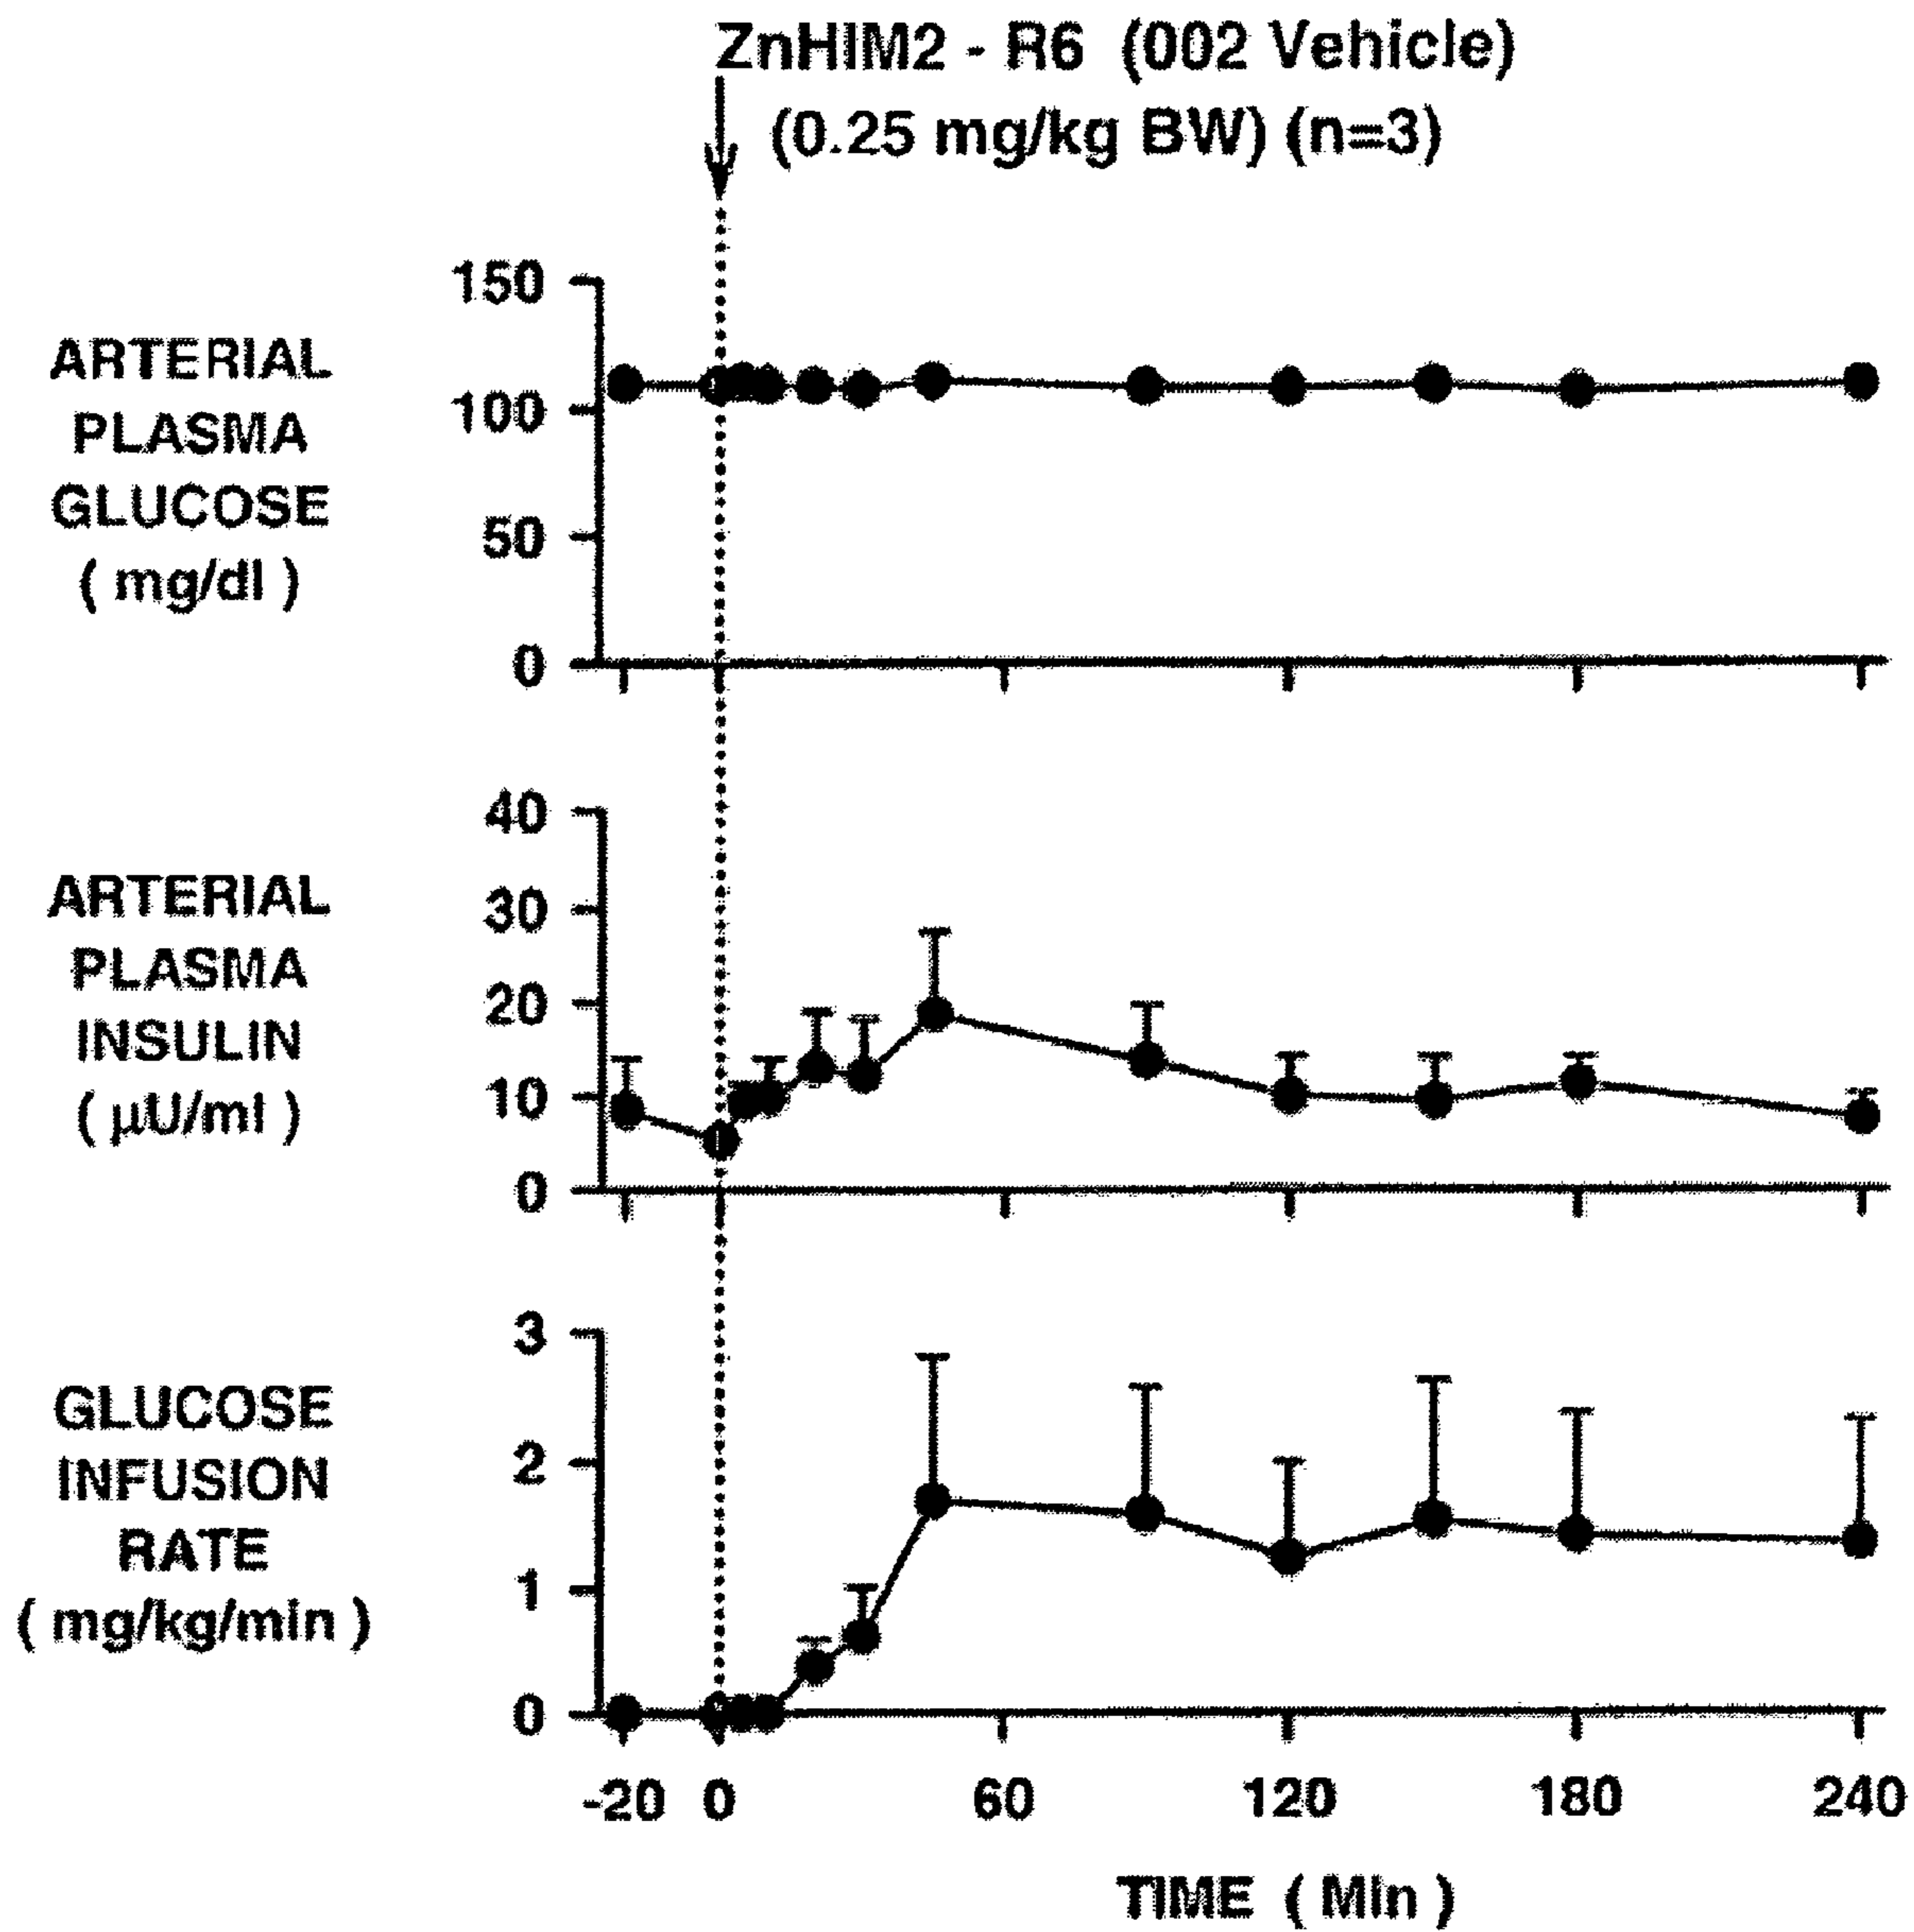 ZnHIM2 - R6 (002 Vehicle)
(0.25 mg/kg BW) (n=3)
ARTERIAL
PLASMA
GLUCOSE
( mg/dl )
150
100
50
0
ARTERIAL
PLASMA
INSULIN
( µU/ml )
40
30
20
10
0
GLUCOSE
INFUSION
RATE
( mg/kg/min )
3
2
1
0
-20 0 60 120 180 240
TIME ( Min )